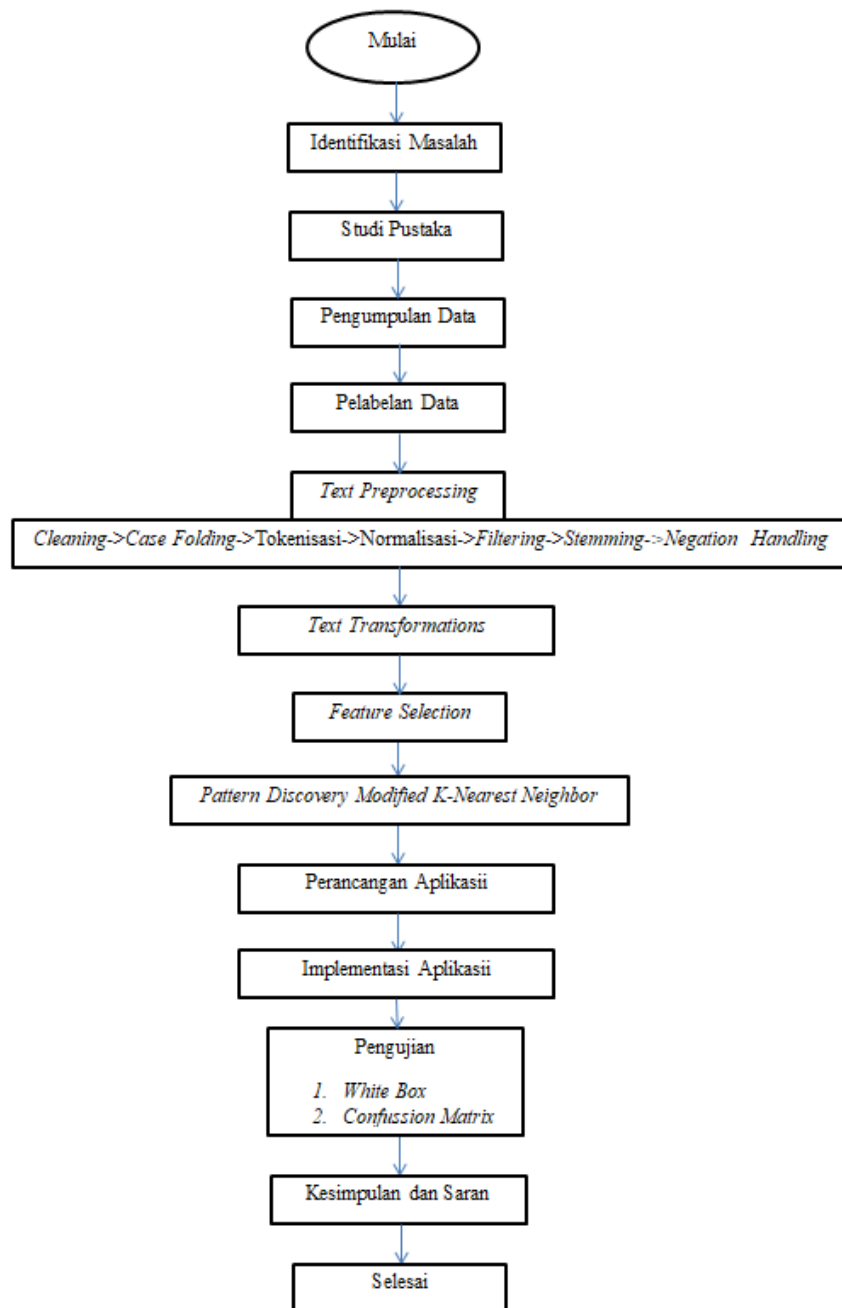 Mulai
Identifikasi Masalah
Studi Pustaka
Pengumpulan Data
Pelabelan Data
Text Preprocessing
Cleaning->Case Folding->Tokenisasi->Normalisasi->Filtering->Stemming->Negation Handling
Text Transformations
Feature Selection
Pattern Discovery Modified K-Nearest Neighbor
Perancangan Aplikasii
Implementasi Aplikasii
Pengujian
1. White Box
2. Confussion Matrix
Kesimpulan dan Saran
Selesai